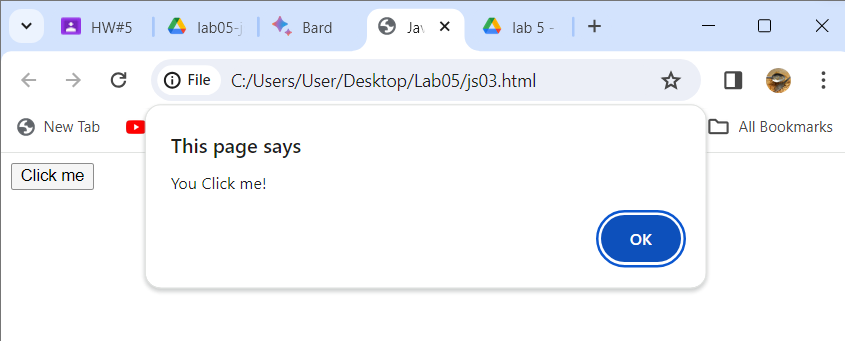 HW#5
lab05-j
Bard
Jav
lab 5 -
File
C:/Users/User/Desktop/Lab05/js03.html
New Tab
All Bookmarks
This page says
You Click me!
OK
Click me